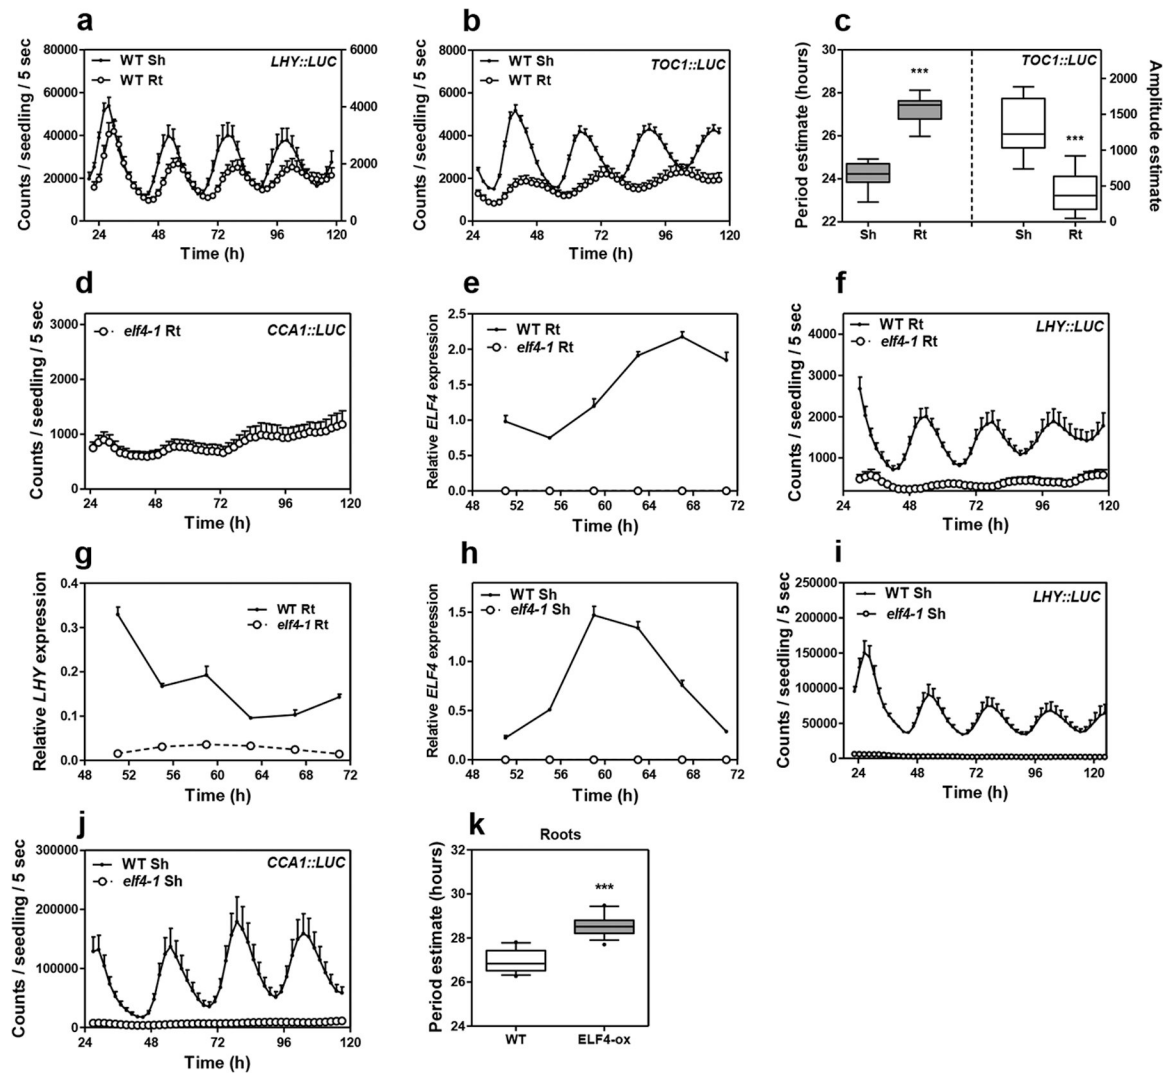 a
Counts / seedling / 5 sec
80000
60000
40000
20000
0
6000
4000
2000
0
WT Sh
WT Rt
LHY::LUC
24 48 72 96 120
Time (h)
b
Counts / seedling / 5 sec
8000
6000
4000
2000
0
WT Sh
WT Rt
TOC1::LUC
24 48 72 96 120
Time (h)
c
Period estimate (hours)
30
28
26
24
22
***
TOC1::LUC
***
2000
1500
1000
500
0
Amplitude estimate
Sh Rt Sh Rt
d
Counts / seedling / 5 sec
3000
2000
1000
0
elf4-1 Rt
CCA1::LUC
24 48 72 96 120
Time (h)
e
Relative ELF4 expression
2.5
2.0
1.5
1.0
0.5
0.0
WT Rt
elf4-1 Rt
48 52 56 60 64 68 72
Time (h)
f
Counts / seedling / 5 sec
4000
3000
2000
1000
WT Rt
elf4-1 Rt
LHY::LUC
24 48 72 96 120
Time (h)
g
Relative LHY expression
0.4
0.3
0.2
0.1
0.0
WT Rt
elf4-1 Rt
48 52 56 60 64 68 72
Time (h)
h
Relative ELF4 expression
1.5
1.0
0.5
0.0
WT Sh
elf4-1 Sh
48 52 56 60 64 68 72
Time (h)
i
Counts / seedling / 5 sec
250000
200000
150000
100000
50000
0
WT Sh
elf4-1 Sh
LHY::LUC
24 48 72 96 120
Time (h)
j
Counts / seedling / 5 sec
300000
200000
100000
0
WT Sh
elf4-1 Sh
CCA1::LUC
24 48 72 96 120
Time (h)
k
Roots
Period estimate (hours)
32
30
28
26
24
***
WT ELF4-ox